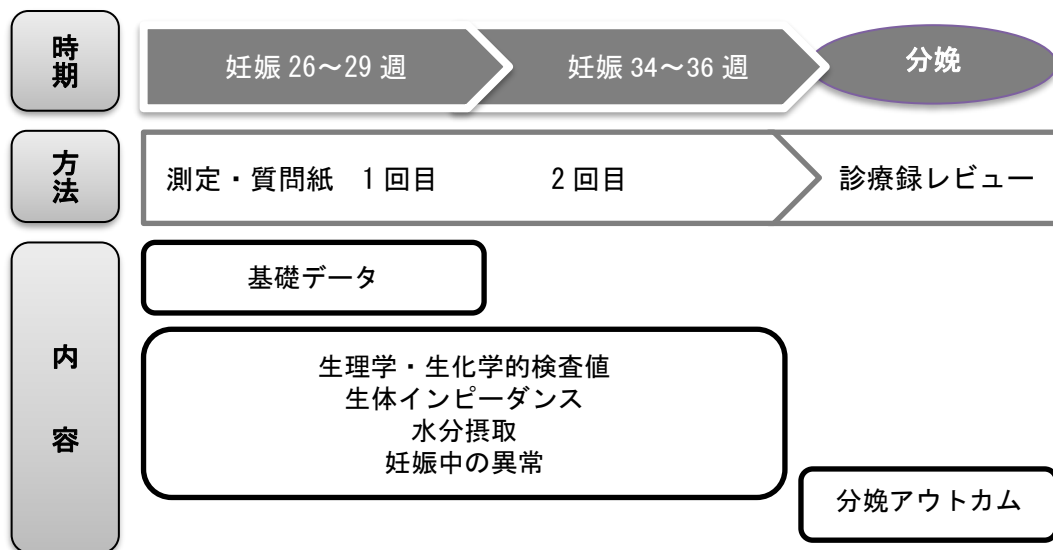 時期
妊娠 26～29 週
妊娠 34～36 週
分娩
方法
測定・質問紙　1 回目
2 回目
診療録レビュー
内容
基礎データ
生理学・生化学的検査値
生体インピーダンス
水分摂取
妊娠中の異常
分娩アウトカム